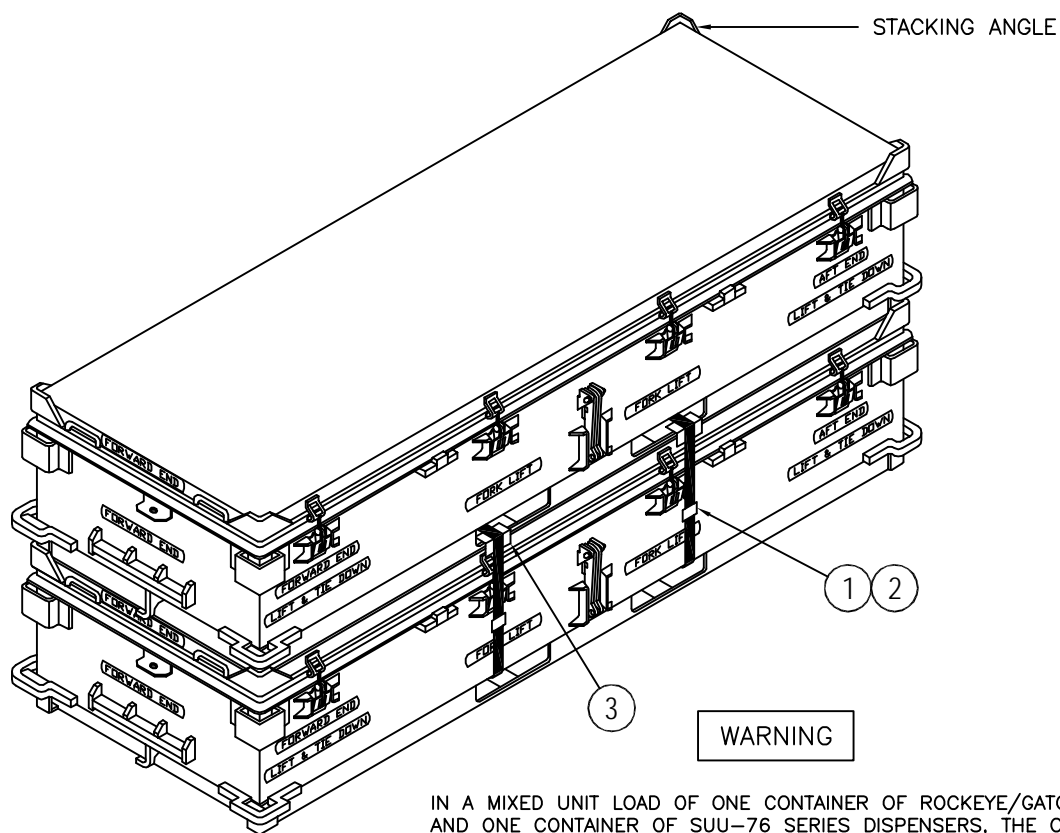 STACKING ANGLE
AFT END
LIFT & TIE DOWN
FORK LIFT
FORWARD END
FORK LIFT
AFT END
LIFT & TIE DOWN
FORWARD END
FORWARD END
LIFT & TIE DOWN
FORK LIFT
1 2
FORWARD END
FORK LIFT
3
FORWARD END
FORWARD END
LIFT & TIE DOWN
WARNING
IN A MIXED UNIT LOAD OF ONE CONTAINER OF ROCKEYE/GATO
AND ONE CONTAINER OF SUU-76 SERIES DISPENSERS, THE C